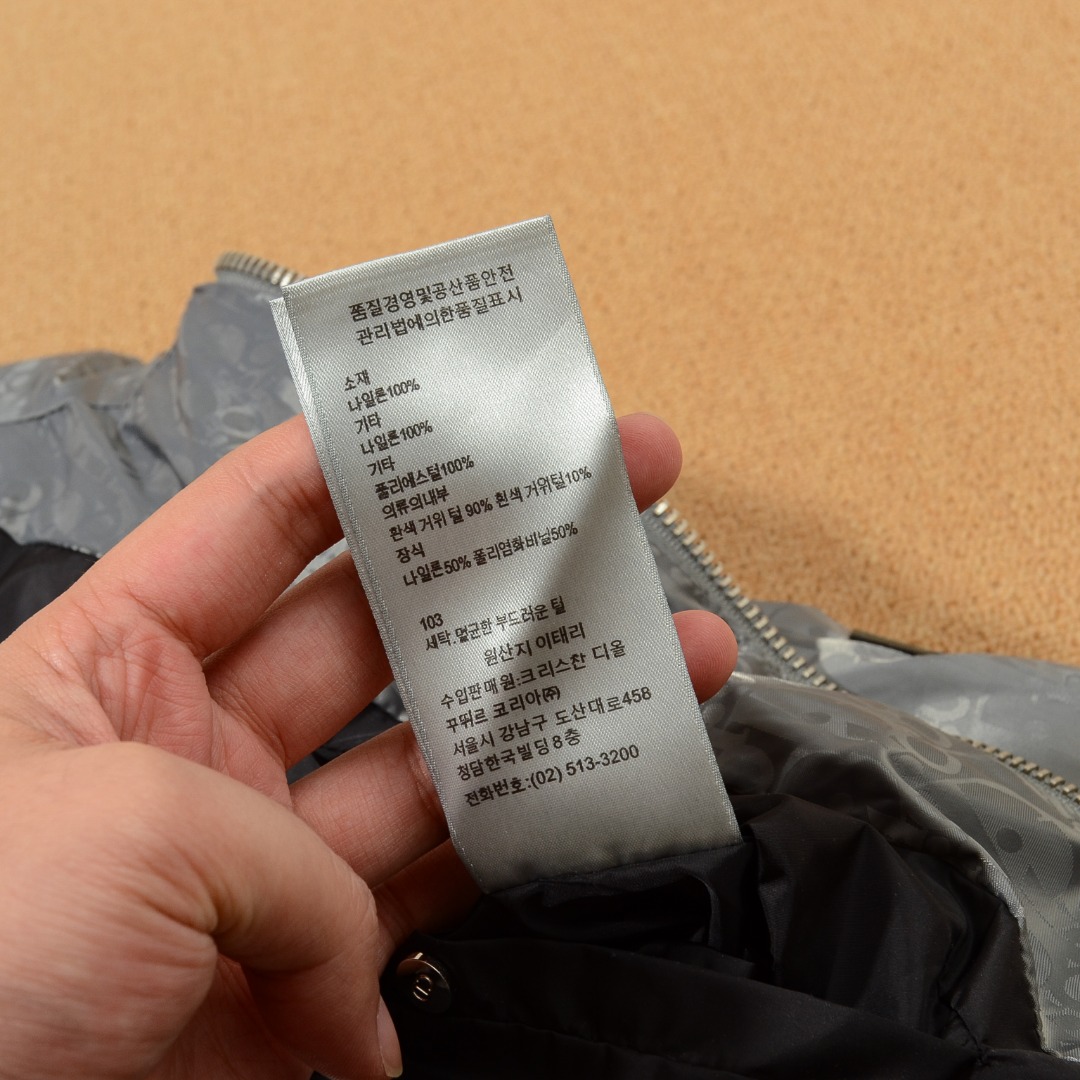 품질경영및공산품안전
관리법에의한품질표시
소재
나일론100%
기타
나일론100%
기타
폴리에스털100%
의류의내부
흰색 거위 털 90% 흰색 거위털10%
장식
나일론50% 폴리염화비닐50%
103
세탁.멸균한 부드러운 털
원산지 이태리
수입판매원:크리스찬 디올
꾸뛰르 코리아㈜
서울시 강남구 도산대로458
청담한국빌딩 8층
전화번호:(02) 513-3200